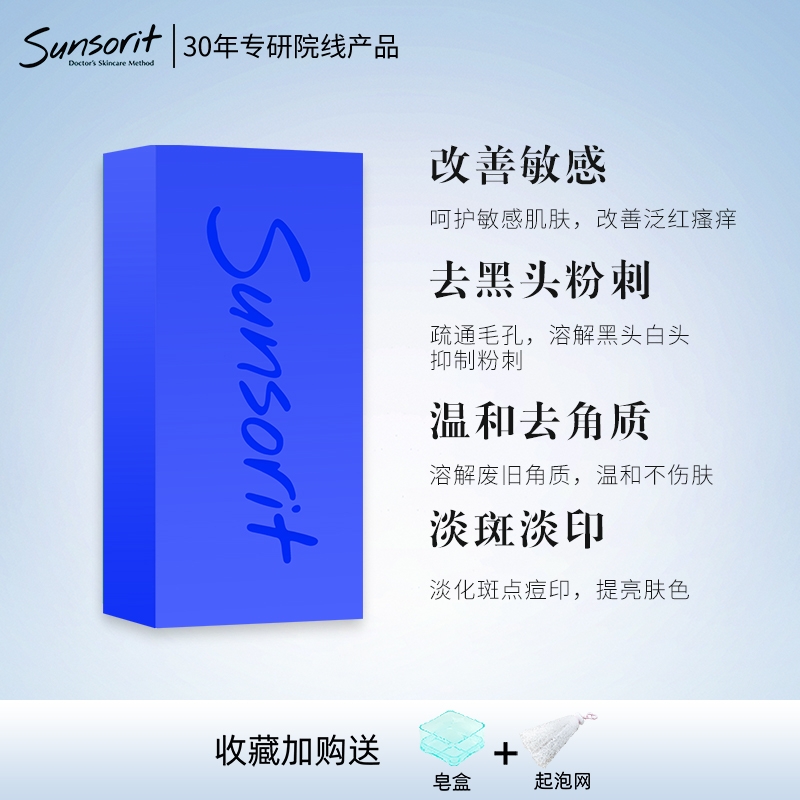 Sunsorit
Doctor's Skincare Method
30年专研院线产品
Sunsorit
改善敏感
呵护敏感肌肤，改善泛红瘙痒
去黑头粉刺
疏通毛孔，溶解黑头白头
抑制粉刺
温和去角质
溶解废旧角质，温和不伤肤
淡斑淡印
淡化斑点痘印，提亮肤色
收藏加购送
皂盒
+
起泡网